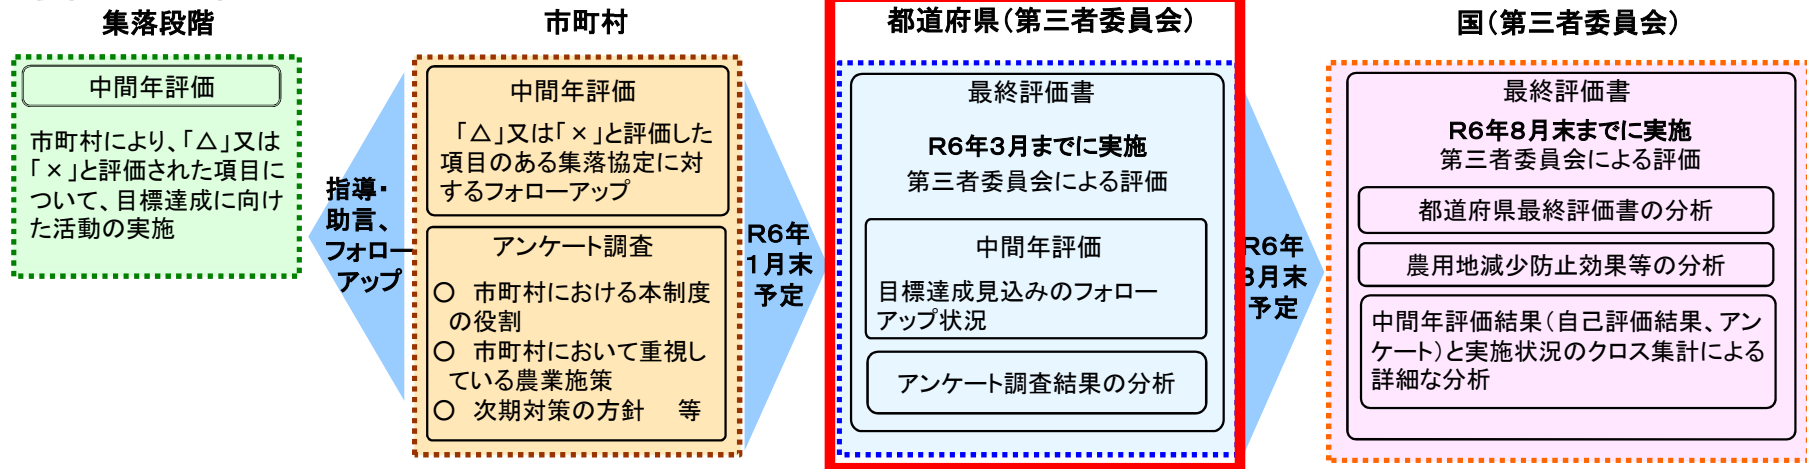 集落段階
中間年評価
市町村により、「△」又は
「×」と評価された項目に
ついて、目標達成に向け
た活動の実施
指導・
助言、
フォロー
アップ
市町村
中間年評価
「△」又は「×」と評価した
項目のある集落協定に対
するフォローアップ
アンケート調査
○　市町村における本制度
の役割
○　市町村において重視し
ている農業施策
○　次期対策の方針　等
R6年
1月末
予定
都道府県(第三者委員会)
最終評価書
R6年3月までに実施
第三者委員会による評価
中間年評価
目標達成見込みのフォロー
アップ状況
アンケート調査結果の分析
R6年
3月末
予定
国(第三者委員会)
最終評価書
R6年8月末までに実施
第三者委員会による評価
都道府県最終評価書の分析
農用地減少防止効果等の分析
中間年評価結果(自己評価結果、アン
ケート)と実施状況のクロス集計による
詳細な分析